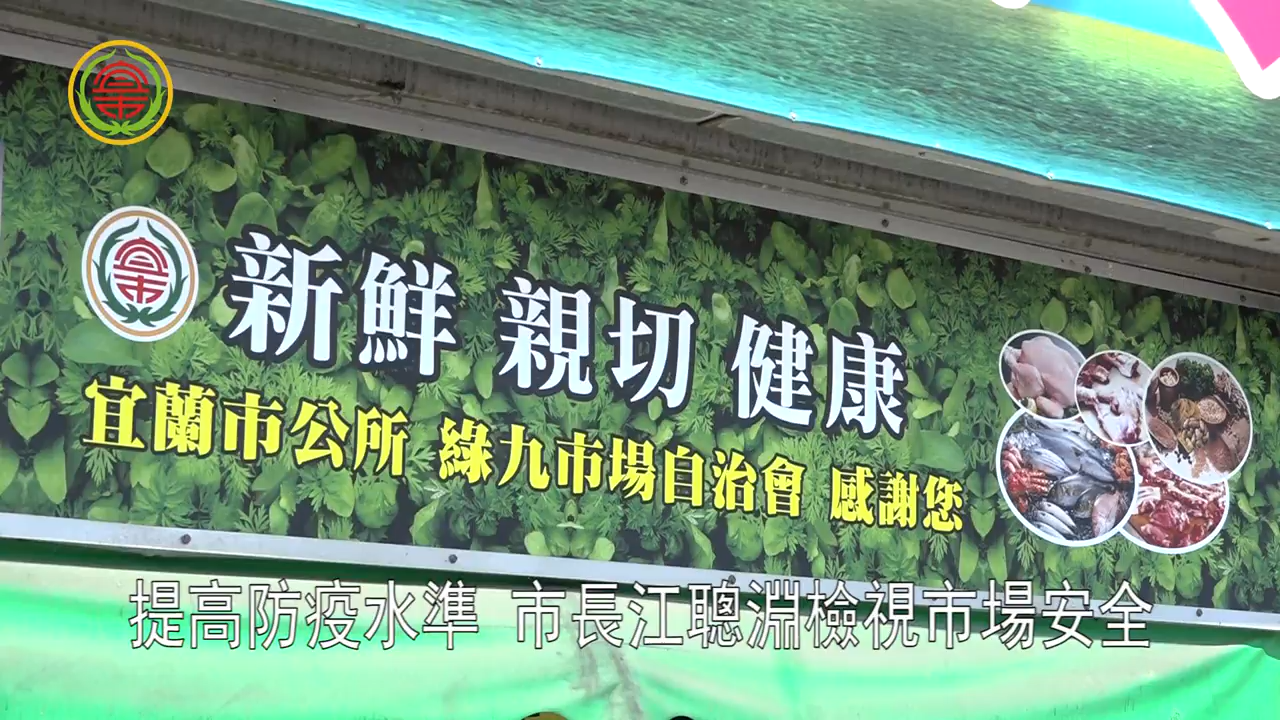 新鮮 親切 健康
宜蘭市公所 綠九市場自治會 感謝您
提高防疫水準 市長江聰淵檢視市場安全